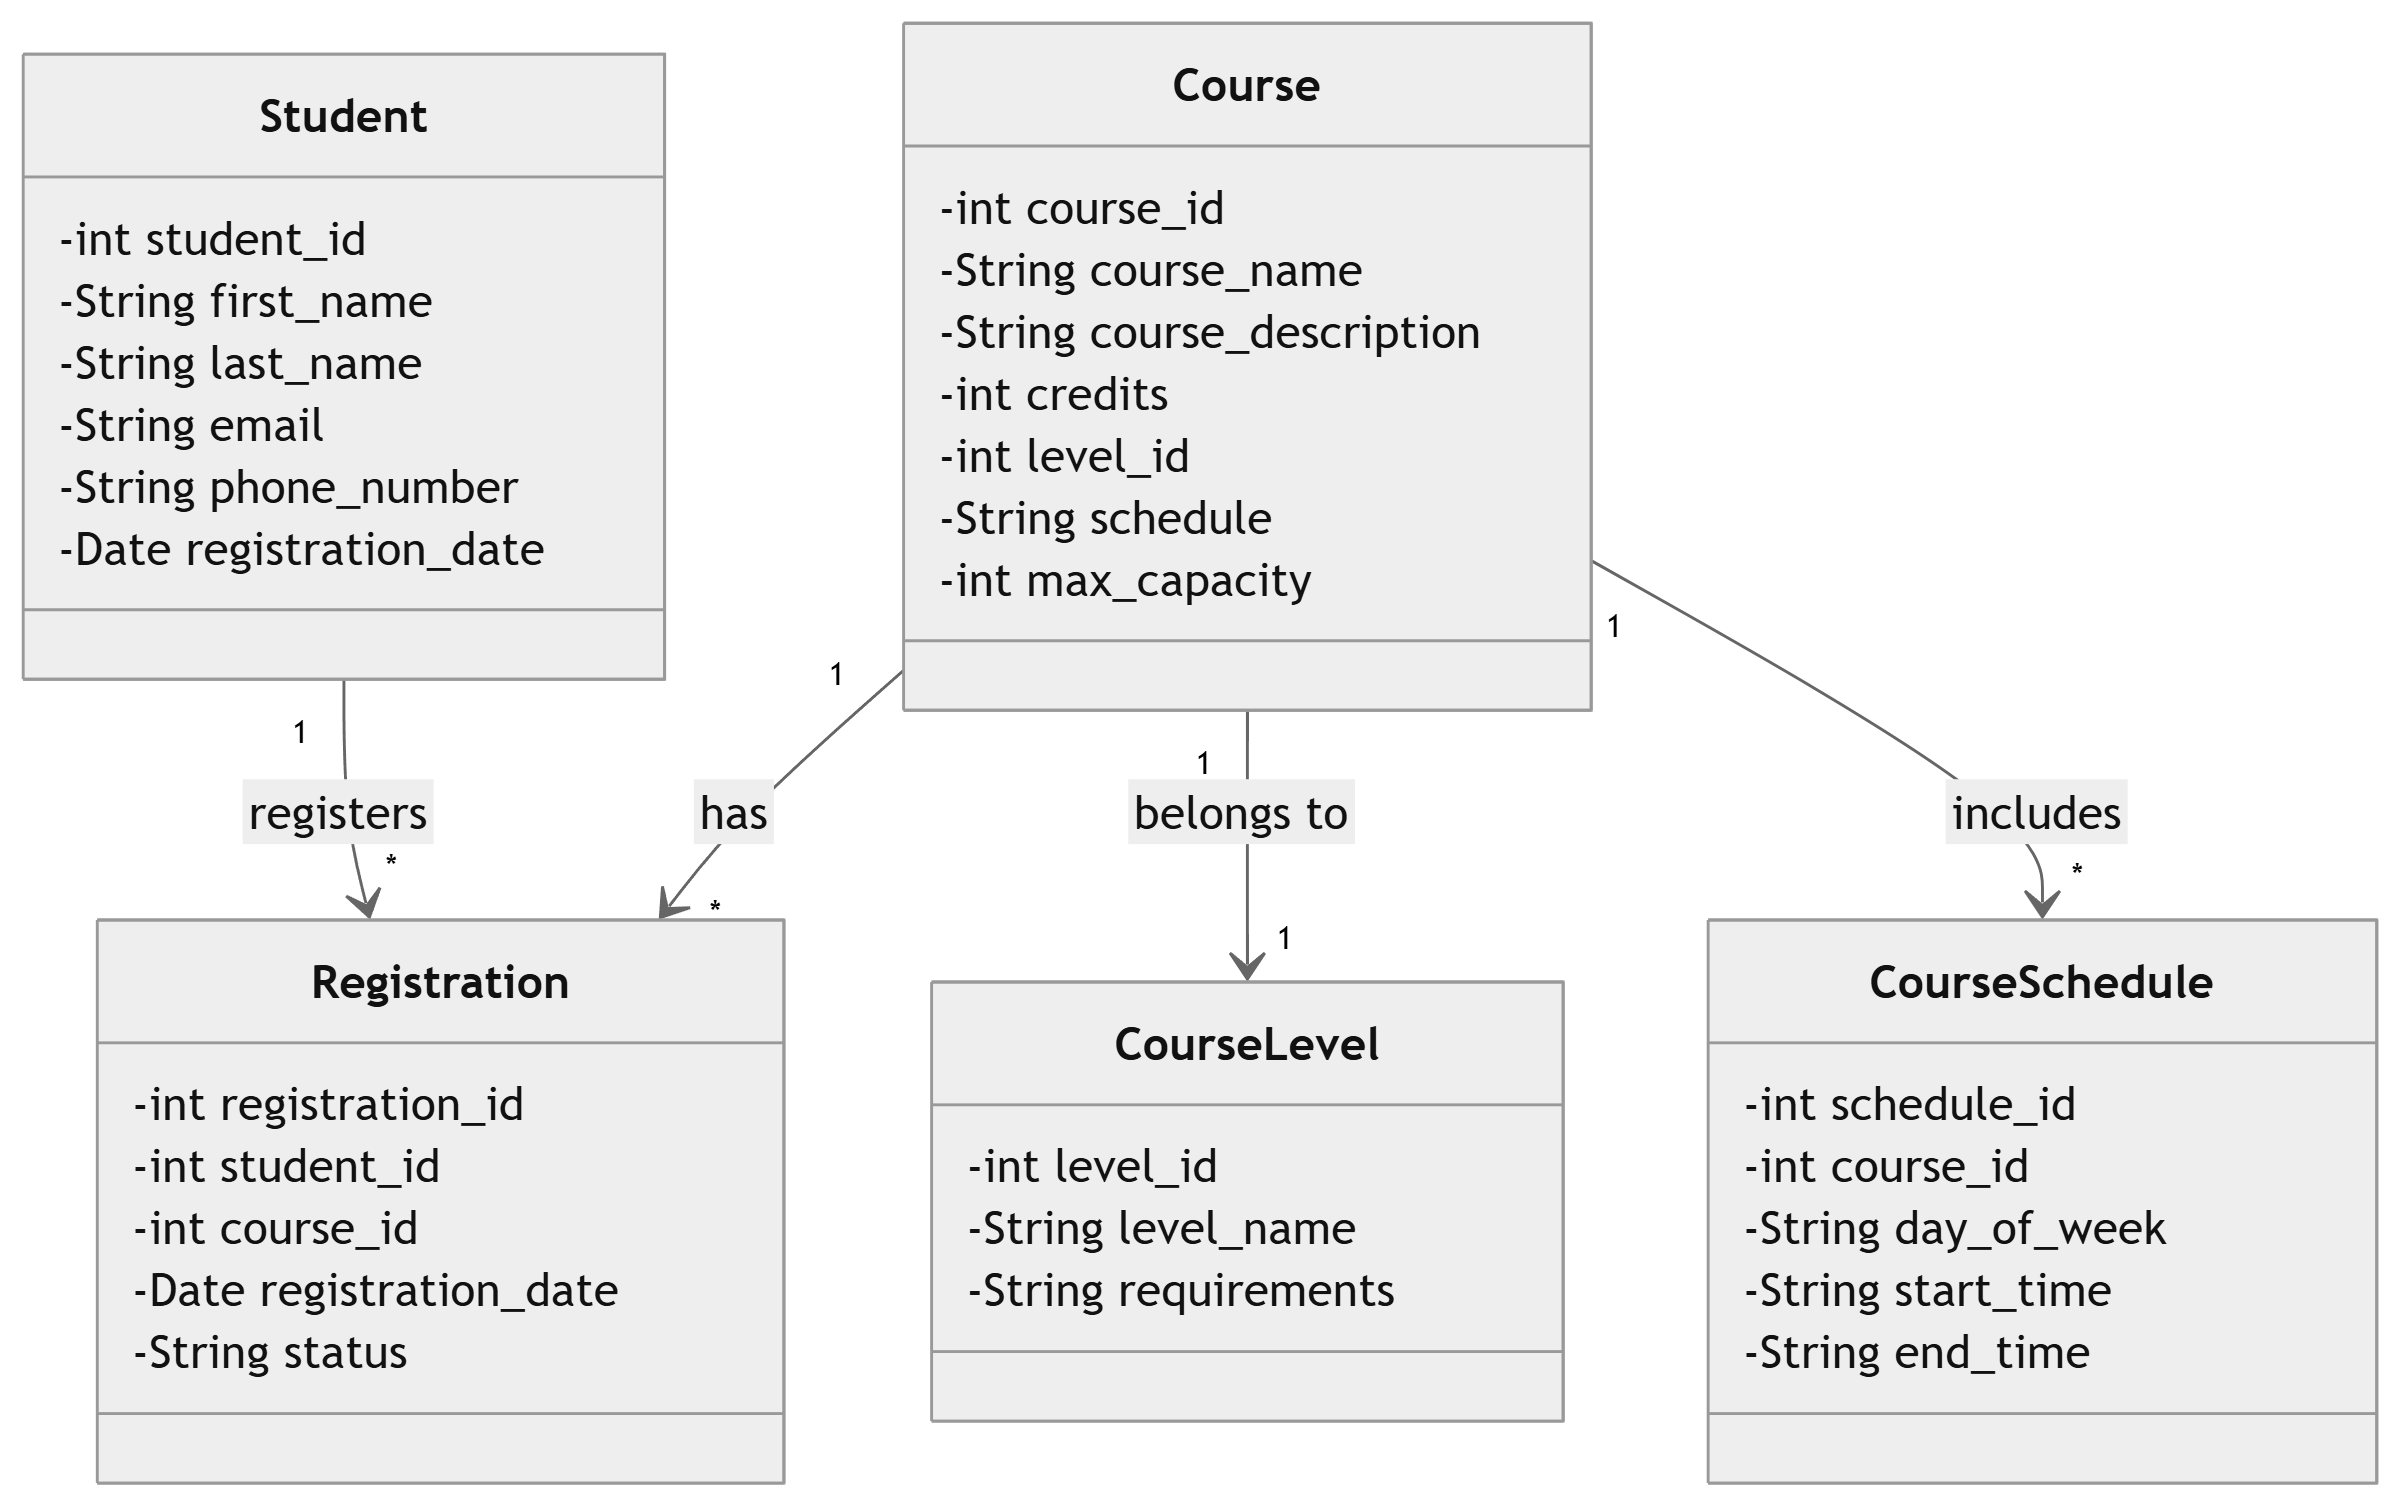 Student
-int student_id
-String first_name
-String last_name
-String email
-String phone_number
-Date registration_date
Course
-int course_id
-String course_name
-String course_description
-int credits
-int level_id
-String schedule
-int max_capacity
1
registers
*
1
has
*
1
belongs to
1
1
includes
*
Registration
-int registration_id
-int student_id
-int course_id
-Date registration_date
-String status
CourseLevel
-int level_id
-String level_name
-String requirements
CourseSchedule
-int schedule_id
-int course_id
-String day_of_week
-String start_time
-String end_time